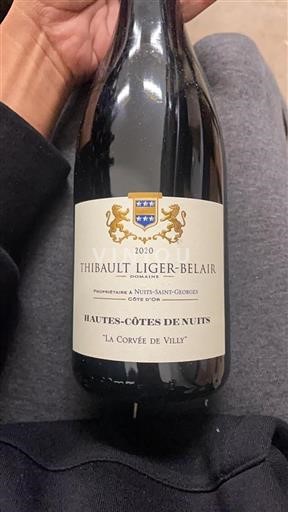 2020
THIBAULT LIGER-BELAIR
DOMAINE
PROPRIÉTAIRE À NUITS-SAINT-GEORGES
CÔTE D'OR
HAUTES-CÔTES DE NUITS
"LA CORVÉE DE VILLY"